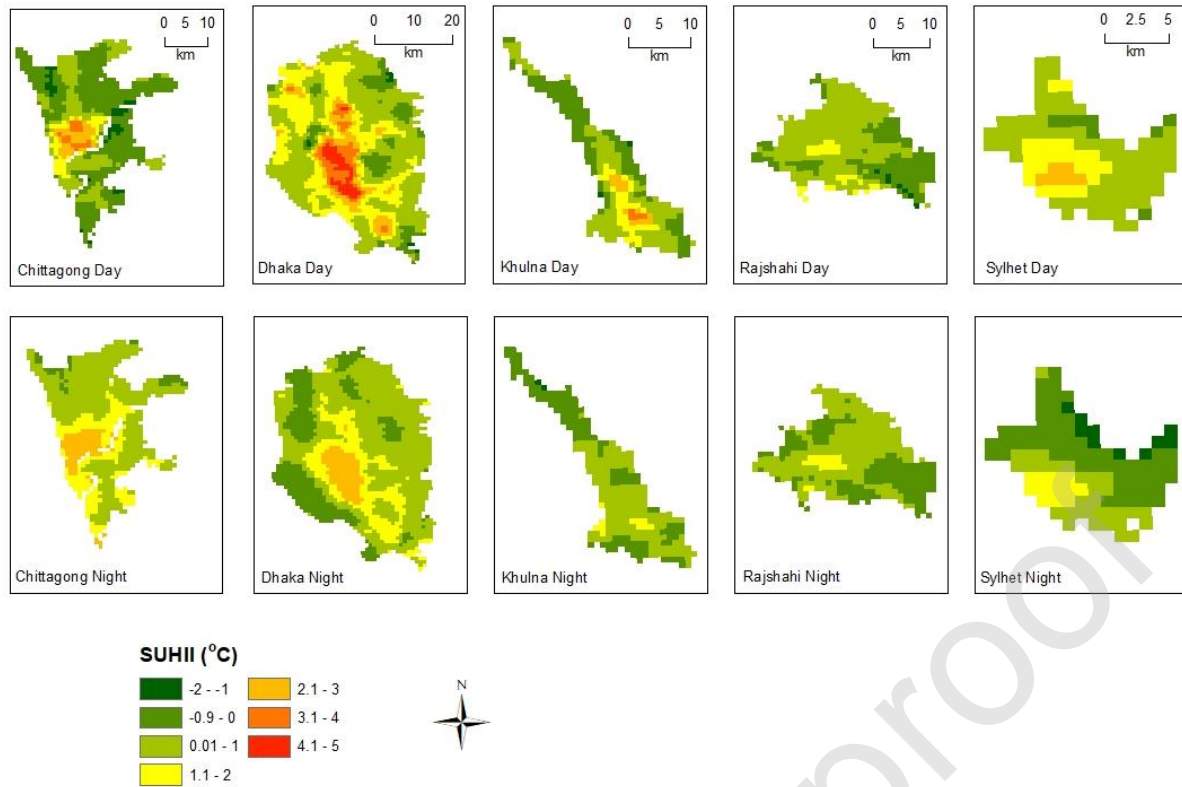 0 5 10
km
0 10 20
km
0 5 10
km
0 5 10
km
0 2.5 5
km
Chittagong Day
Dhaka Day
Khulna Day
Rajshahi Day
Sylhet Day
Chittagong Night
Dhaka Night
Khulna Night
Rajshahi Night
Sylhet Night
SUHII (°C)
-2 - -1
-0.9 - 0
0.01 - 1
1.1 - 2
2.1 - 3
3.1 - 4
4.1 - 5
N
proof